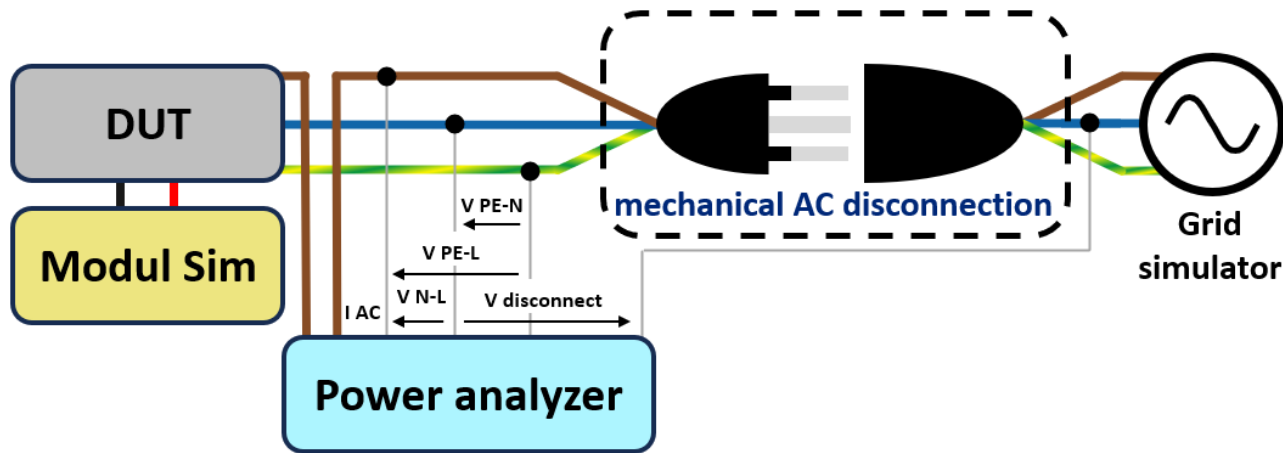 DUT
Modul Sim
mechanical AC disconnection
Grid
simulator
V PE-N
V PE-L
V N-L
V disconnect
I AC
Power analyzer